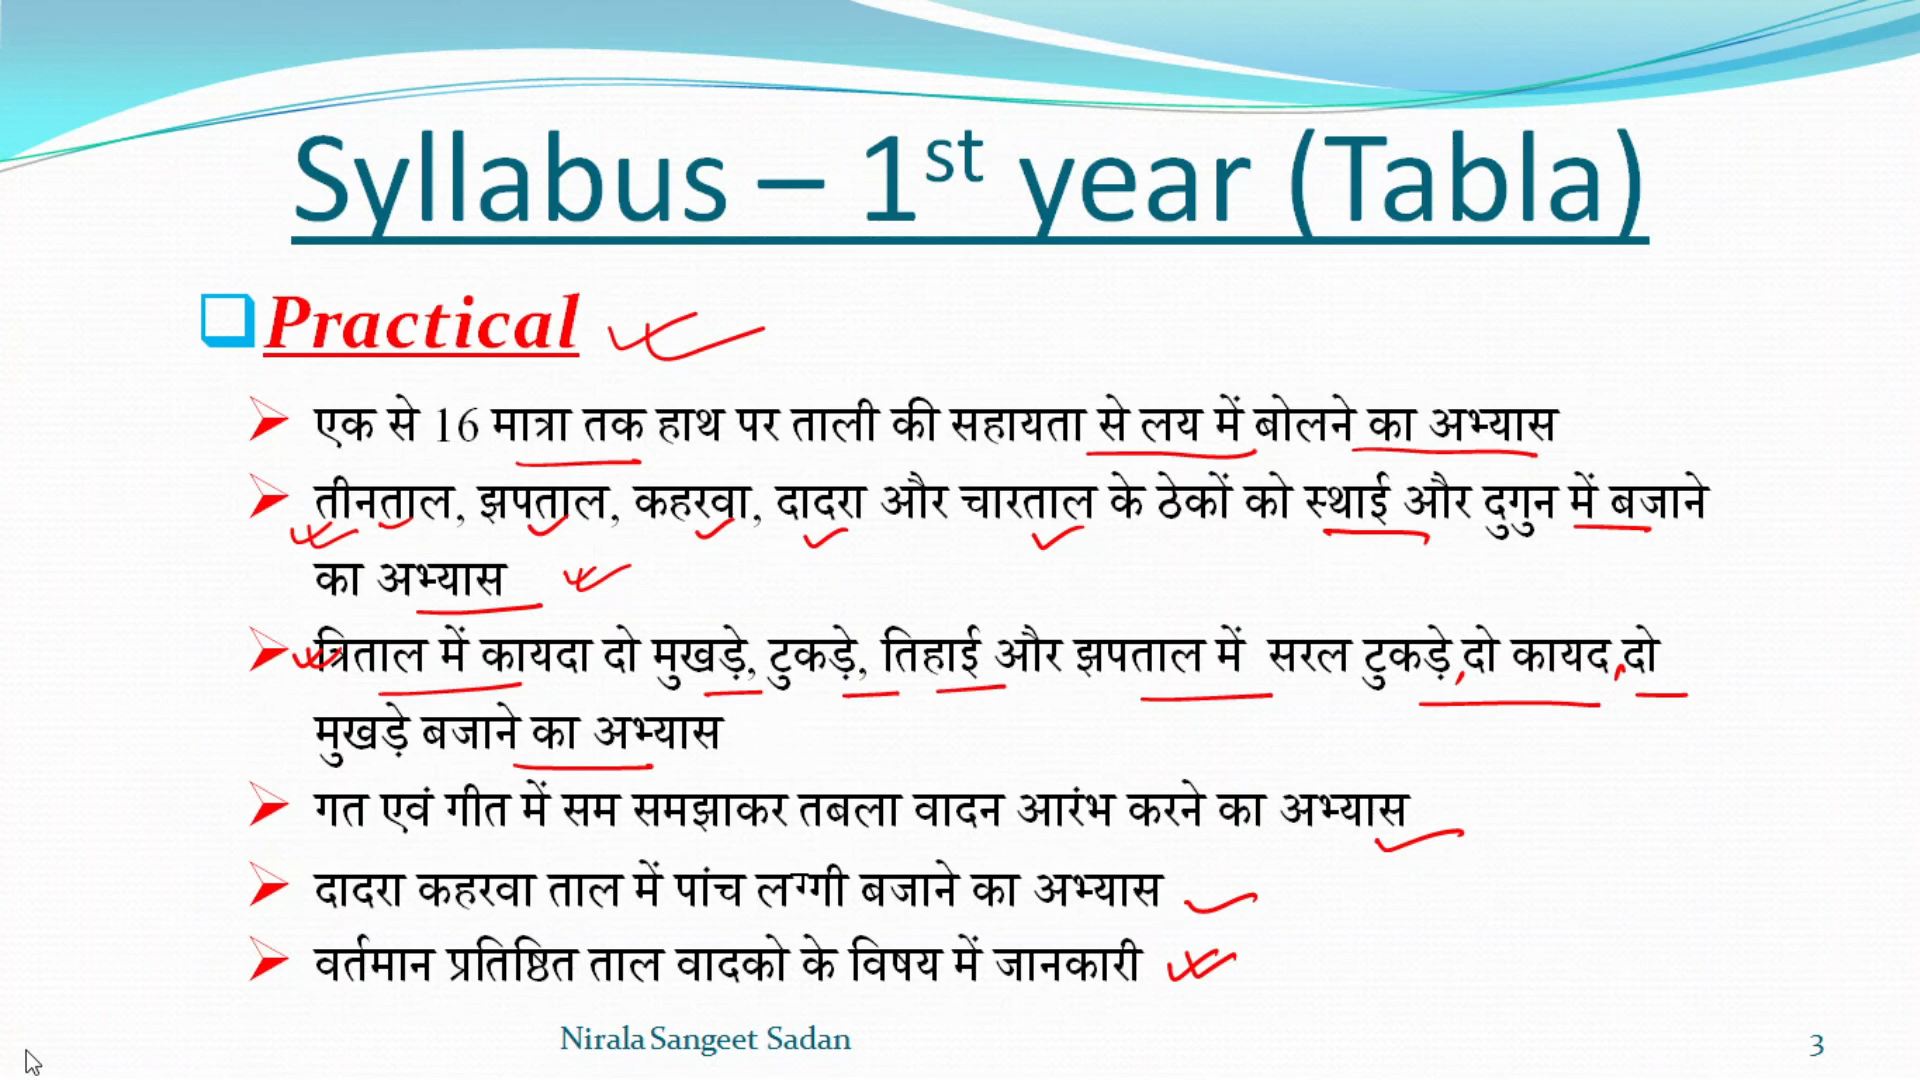 Syllabus – 1st year (Tabla)
Practical
एक से 16 मात्रा तक हाथ पर ताली की सहायता से लय में बोलने का अभ्यास
तीनताल, झपताल, कहरवा, दादरा और चारताल के ठेकों को स्थाई और दुगुन में बजाने
का अभ्यास
त्रिताल में कायदा दो मुखड़े, टुकड़े, तिहाई और झपताल में सरल टुकड़े,दो कायद,दो
मुखड़े बजाने का अभ्यास
गत एवं गीत में सम समझाकर तबला वादन आरंभ करने का अभ्यास
दादरा कहरवा ताल में पांच लग्गी बजाने का अभ्यास
वर्तमान प्रतिष्ठित ताल वादको के विषय में जानकारी
Nirala Sangeet Sadan
3